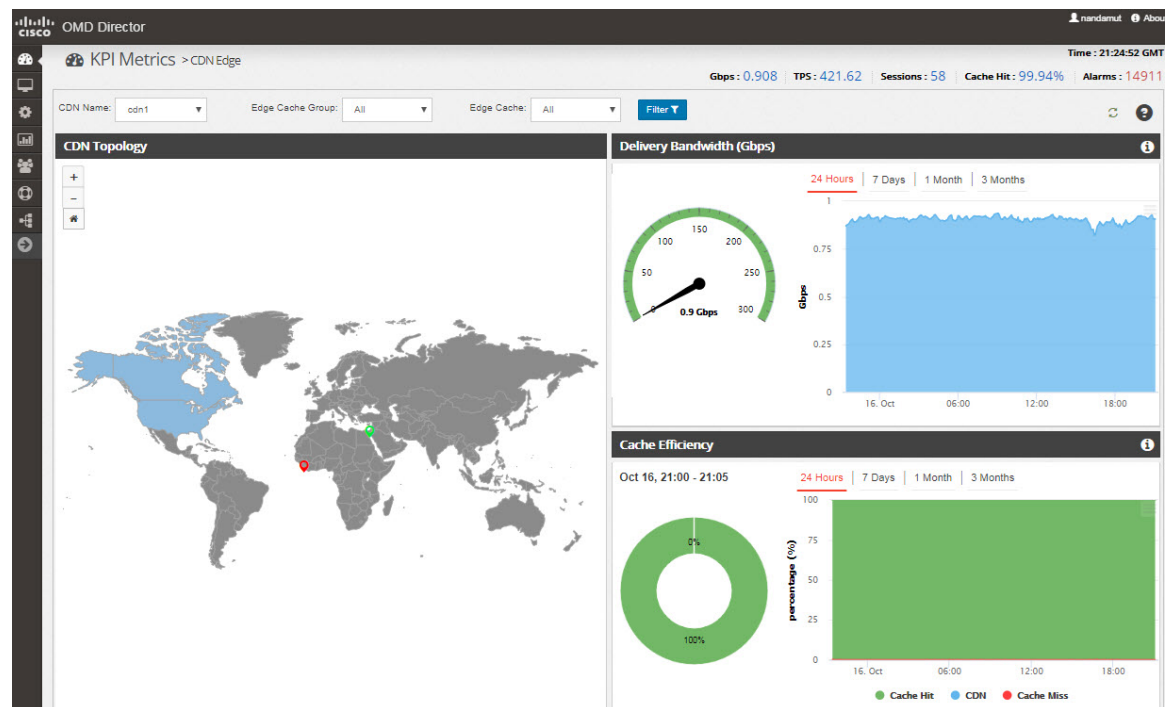 CISCO OMD Director nandamut Abou
KPI Metrics > CDN Edge Time : 21:24:52 GMT
Gbps : 0.908 TPS : 421.62 Sessions : 58 Cache Hit : 99.94% Alarms : 14911
CDN Name: cdn1 Edge Cache Group: All Edge Cache: All Filter
CDN Topology
+
−
Delivery Bandwidth (Gbps)
24 Hours 7 Days 1 Month 3 Months
0
50
100
150
200
250
300
0.9 Gbps
Gbps
1
0.75
0.5
0.25
0
16. Oct 06:00 12:00 18:00
Cache Efficiency
Oct 16, 21:00 - 21:05
24 Hours 7 Days 1 Month 3 Months
0%
100%
percentage (%)
100
75
50
25
0
16. Oct 06:00 12:00 18:00
Cache Hit CDN Cache Miss